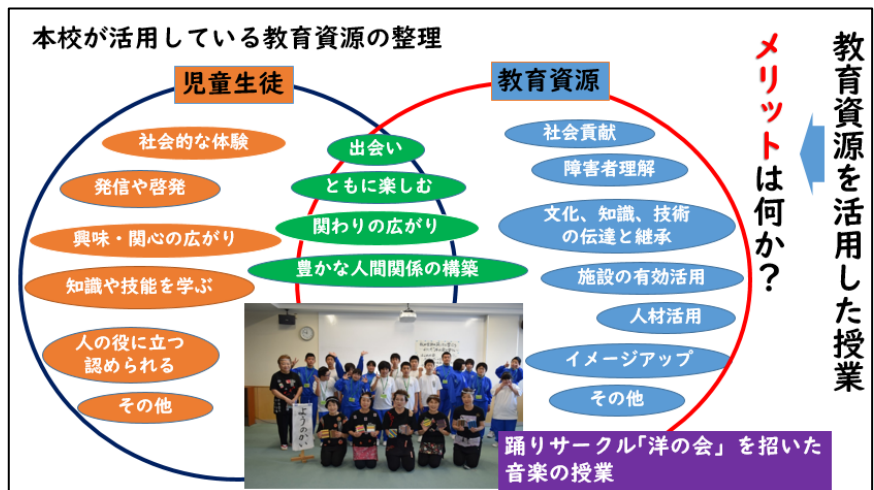 本校が活用している教育資源の整理
教育資源を活用した授業
メリットは何か？
児童生徒
社会的な体験
発信や啓発
興味・関心の広がり
知識や技能を学ぶ
人の役に立つ
認められる
その他
出会い
ともに楽しむ
関わりの広がり
豊かな人間関係の構築
教育資源
社会貢献
障害者理解
文化、知識、技術
の伝達と継承
施設の有効活用
人材活用
イメージアップ
その他
ようのかい
踊りサークル｢洋の会」を招いた
音楽の授業